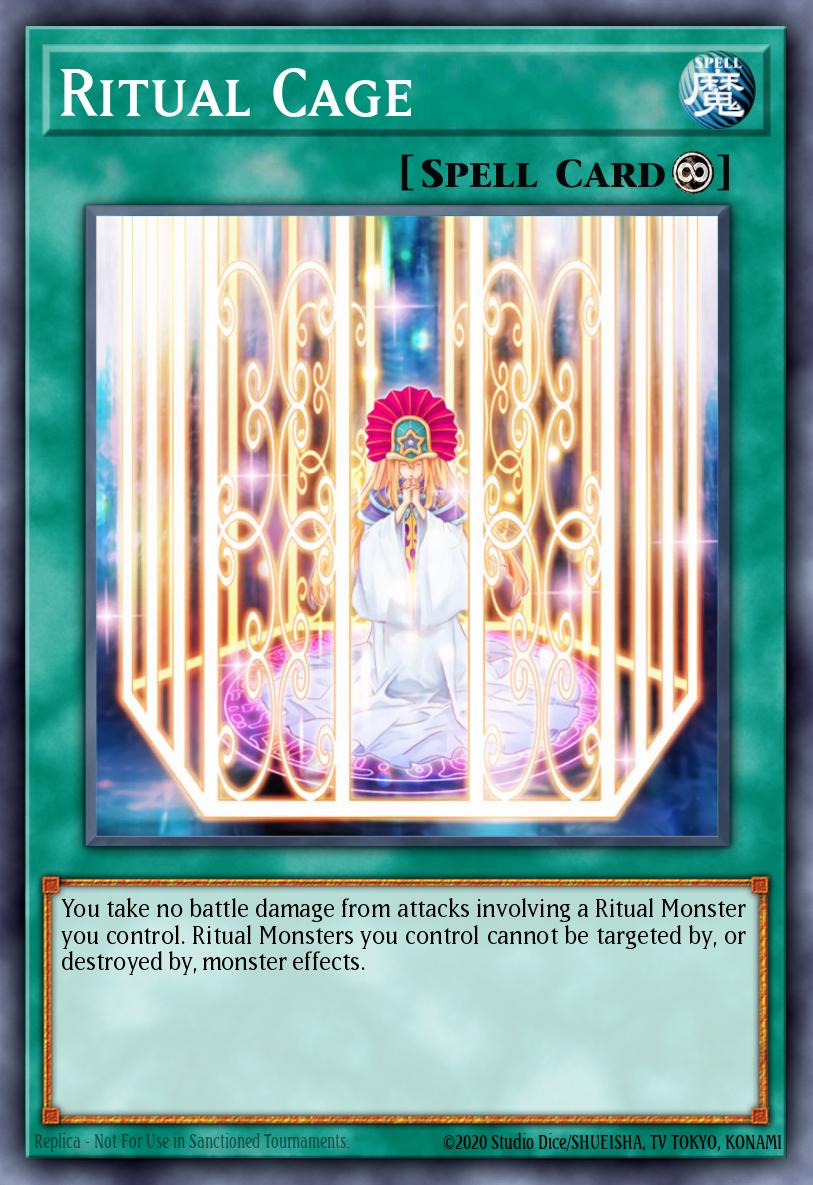 Ritual Cage
SPELL
魔
[Spell Card]
You take no battle damage from attacks involving a Ritual Monster
you control. Ritual Monsters you control cannot be targeted by, or
destroyed by, monster effects.
Replica - Not For Use in Sanctioned Tournaments.
©2020 Studio Dice/SHUEISHA, TV TOKYO, KONAMI